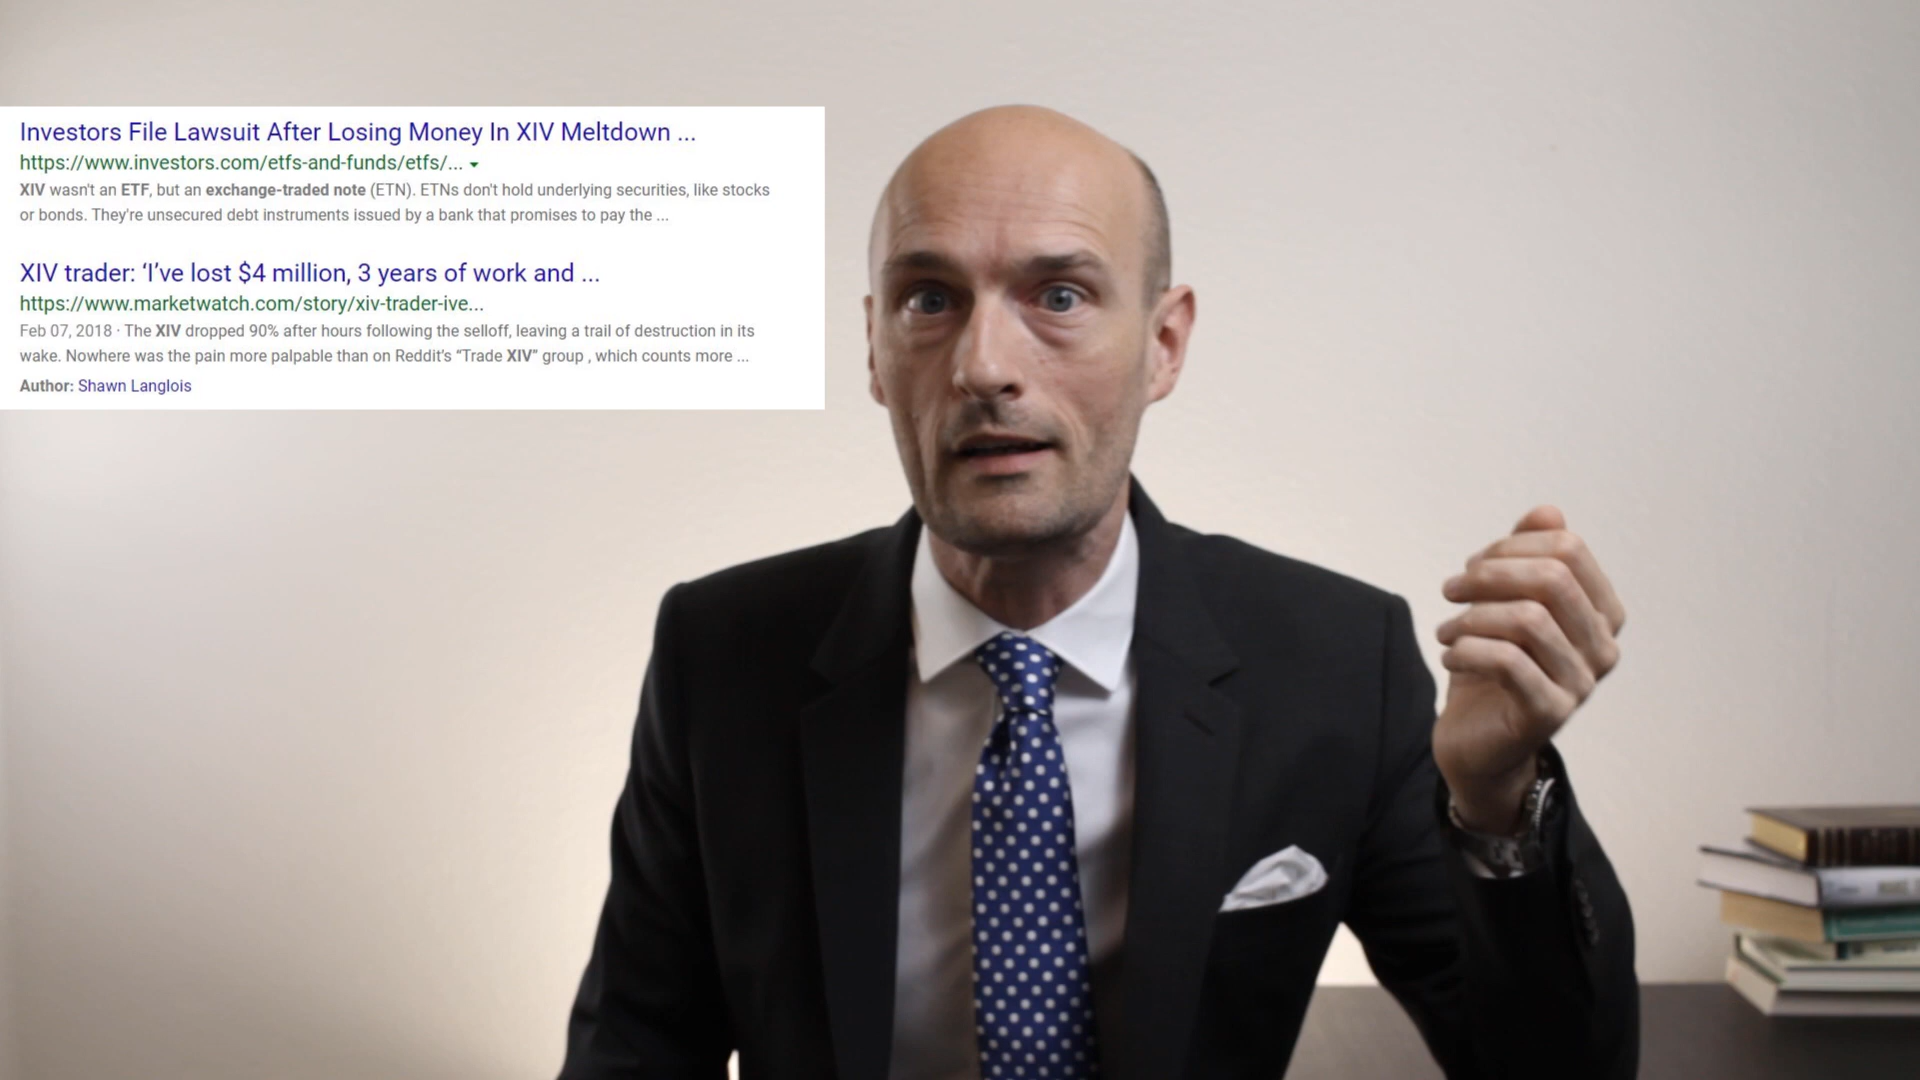 Investors File Lawsuit After Losing Money In XIV Meltdown ...
https://www.investors.com/etfs-and-funds/etfs/...
XIV wasn't an ETF, but an exchange-traded note (ETN). ETNs don't hold underlying securities, like stocks
or bonds. They're unsecured debt instruments issued by a bank that promises to pay the ...
XIV trader: ‘I’ve lost $4 million, 3 years of work and ...
https://www.marketwatch.com/story/xiv-trader-ive...
Feb 07, 2018 · The XIV dropped 90% after hours following the selloff, leaving a trail of destruction in its
wake. Nowhere was the pain more palpable than on Reddit’s “Trade XIV” group , which counts more ...
Author: Shawn Langlois